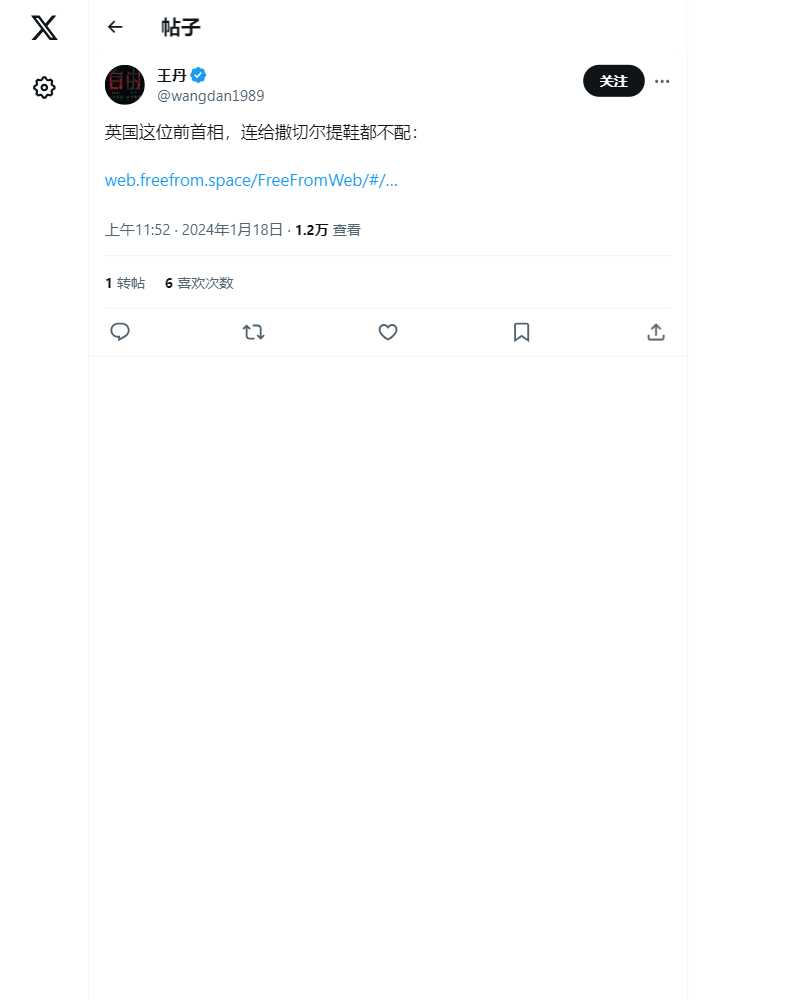 帖子
王丹
@wangdan1989
关注
英国这位前首相，连给撒切尔提鞋都不配：
web.freefrom.space/FreeFromWeb/#/…
上午11:52 · 2024年1月18日 · 1.2万 查看
1 转帖 6 喜欢次数